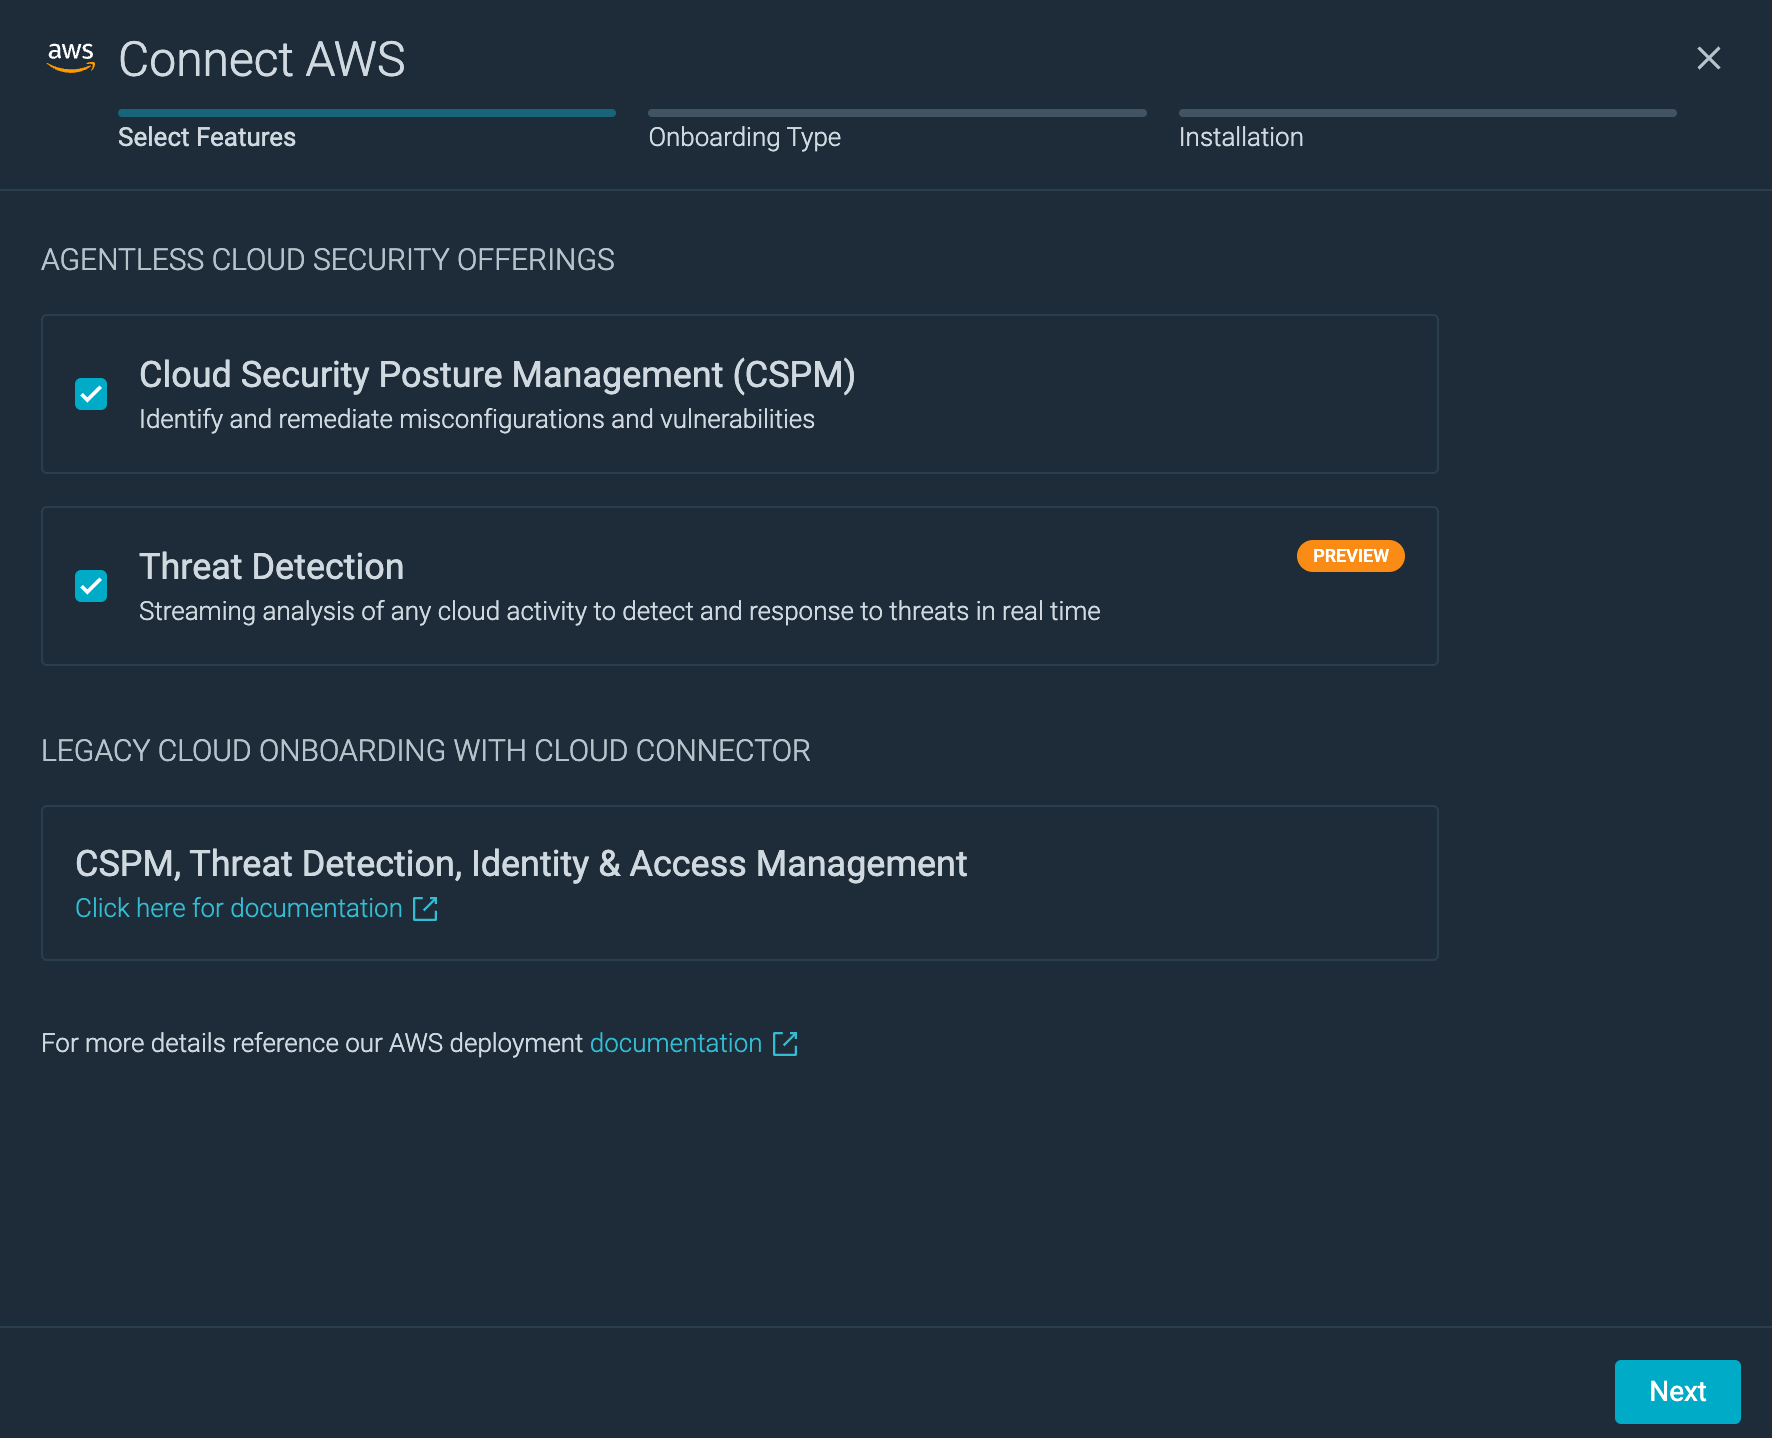 aws Connect AWS
Select Features
Onboarding Type
Installation
AGENTLESS CLOUD SECURITY OFFERINGS
Cloud Security Posture Management (CSPM)
Identify and remediate misconfigurations and vulnerabilities
Threat Detection
PREVIEW
Streaming analysis of any cloud activity to detect and response to threats in real time
LEGACY CLOUD ONBOARDING WITH CLOUD CONNECTOR
CSPM, Threat Detection, Identity & Access Management
Click here for documentation
For more details reference our AWS deployment documentation
Next